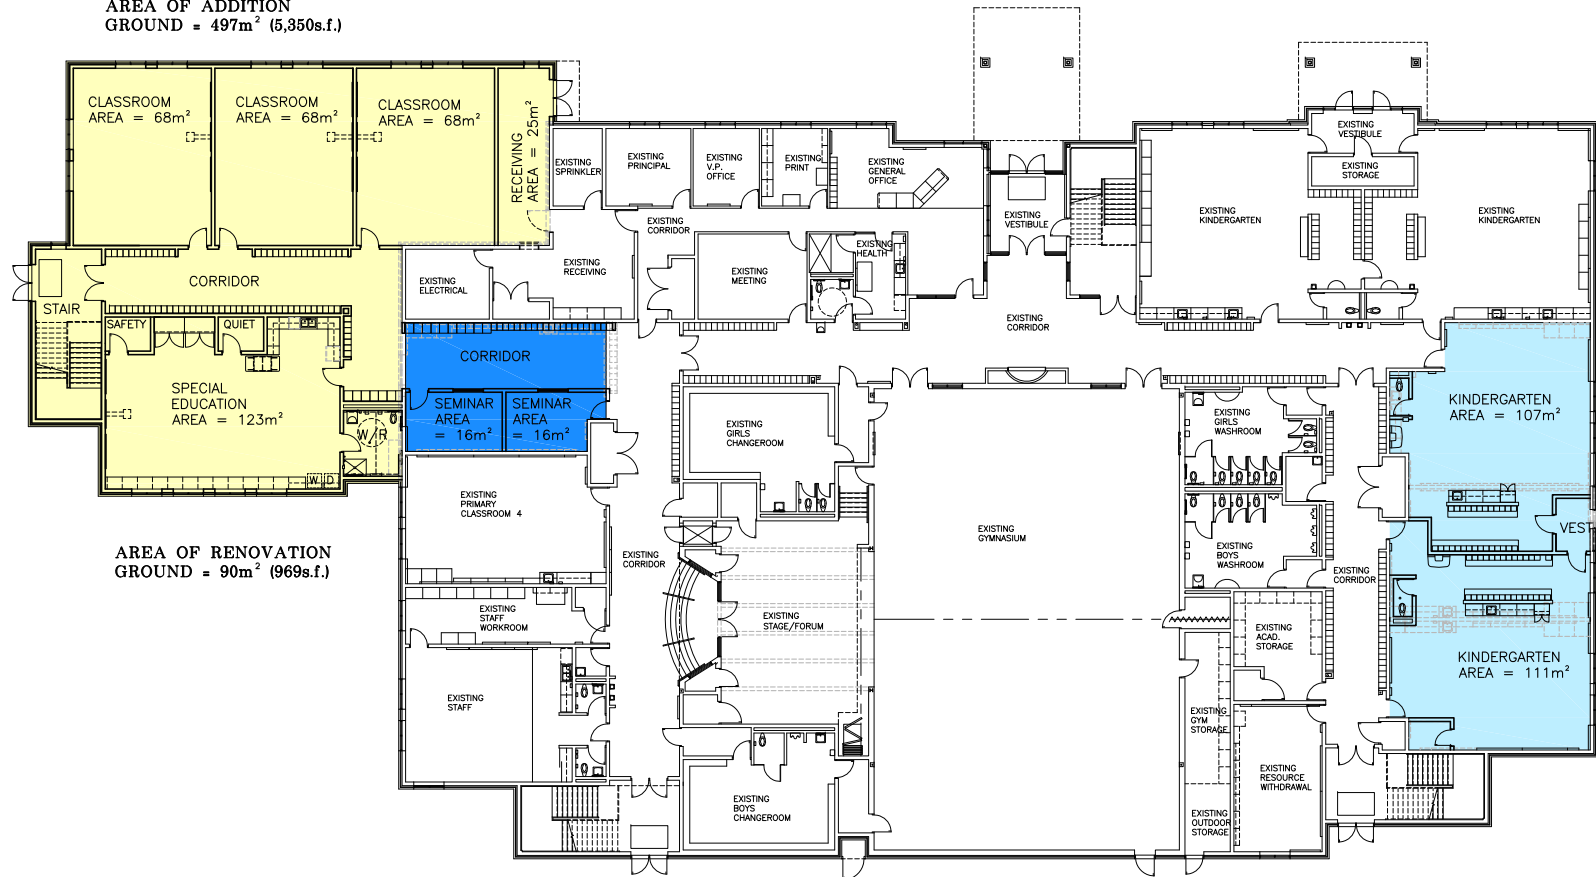 AREA OF ADDITION
GROUND = 497m² (5,350s.f.)
CLASSROOM
AREA = 68m²
CLASSROOM
AREA = 68m²
CLASSROOM
AREA = 68m²
RECEIVING
AREA = 25m²
EXISTING
SPRINKLER
EXISTING
PRINCIPAL
EXISTING
V.P.
OFFICE
EXISTING
PRINT
EXISTING
GENERAL
OFFICE
EXISTING
VESTIBULE
EXISTING
STORAGE
EXISTING
KINDERGARTEN
EXISTING
KINDERGARTEN
EXISTING
VESTIBULE
EXISTING
CORRIDOR
EXISTING
HEALTH
EXISTING
RECEIVING
EXISTING
MEETING
EXISTING
ELECTRICAL
CORRIDOR
STAIR
SAFETY
QUIET
EXISTING
CORRIDOR
CORRIDOR
SPECIAL
EDUCATION
AREA = 123m²
W/R
W D
SEMINAR
AREA
= 16m²
SEMINAR
AREA
= 16m²
EXISTING
GIRLS
CHANGEROOM
EXISTING
GIRLS
WASHROOM
KINDERGARTEN
AREA = 107m²
EXISTING
PRIMARY
CLASSROOM 4
EXISTING
GYMNASIUM
VEST
AREA OF RENOVATION
GROUND = 90m² (969s.f.)
EXISTING
CORRIDOR
EXISTING
BOYS
WASHROOM
EXISTING
CORRIDOR
EXISTING
STAFF
WORKROOM
EXISTING
STAGE/FORUM
EXISTING
ACAD.
STORAGE
KINDERGARTEN
AREA = 111m²
EXISTING
STAFF
EXISTING
GYM
STORAGE
EXISTING
RESOURCE
WITHDRAWAL
EXISTING
BOYS
CHANGEROOM
EXISTING
OUTDOOR
STORAGE